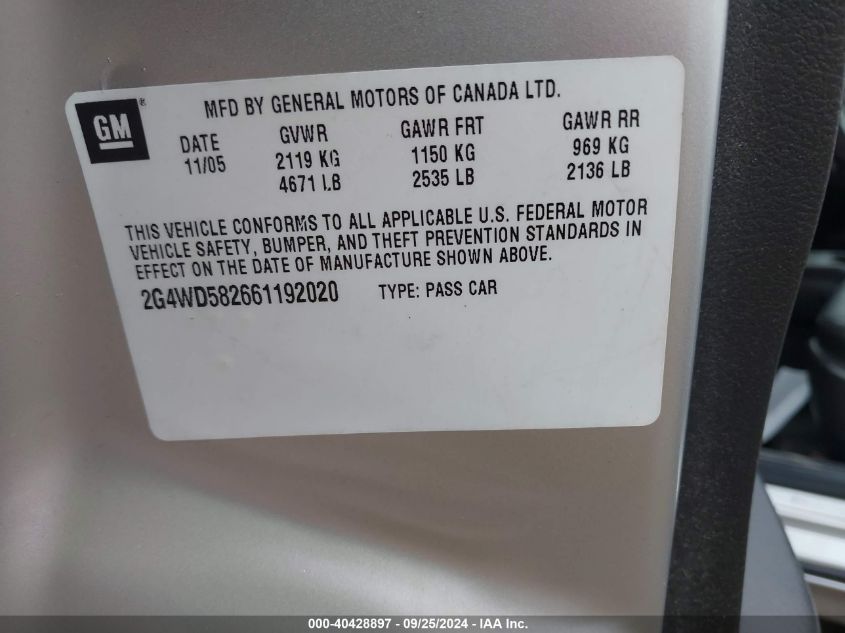 GM®
MFD BY GENERAL MOTORS OF CANADA LTD.
DATE GVWR GAWR FRT GAWR RR
11/05 2119 KG 1150 KG 969 KG
4671 LB 2535 LB 2136 LB
THIS VEHICLE CONFORMS TO ALL APPLICABLE U.S. FEDERAL MOTOR
VEHICLE SAFETY, BUMPER, AND THEFT PREVENTION STANDARDS IN
EFFECT ON THE DATE OF MANUFACTURE SHOWN ABOVE.
2G4WD582661192020 TYPE: PASS CAR
000-40428897 - 09/25/2024 - IAA Inc.